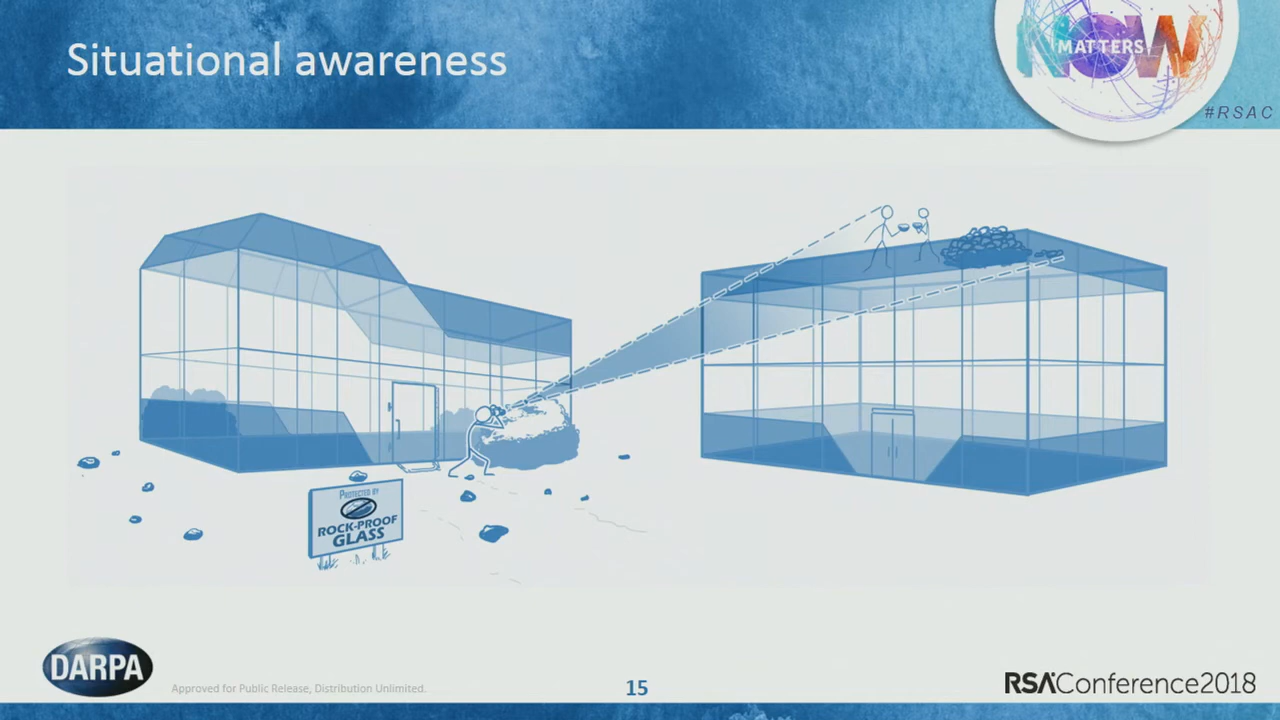 Situational awareness
NOW
MATTERS
#RSAC
PROTECTED BY
ROCK-PROOF
GLASS
DARPA
Approved for Public Release, Distribution Unlimited.
15
RSAConference2018